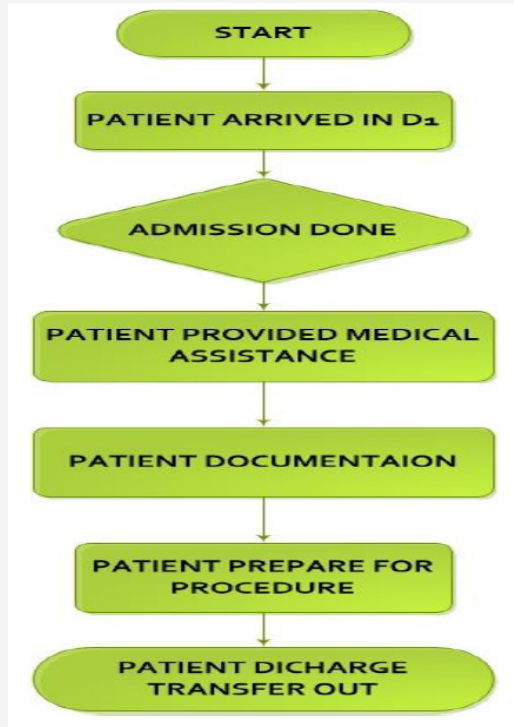 START
PATIENT ARRIVED IN D1
ADMISSION DONE
PATIENT PROVIDED MEDICAL
ASSISTANCE
PATIENT DOCUMENTAION
PATIENT PREPARE FOR
PROCEDURE
PATIENT DICHARGE
TRANSFER OUT